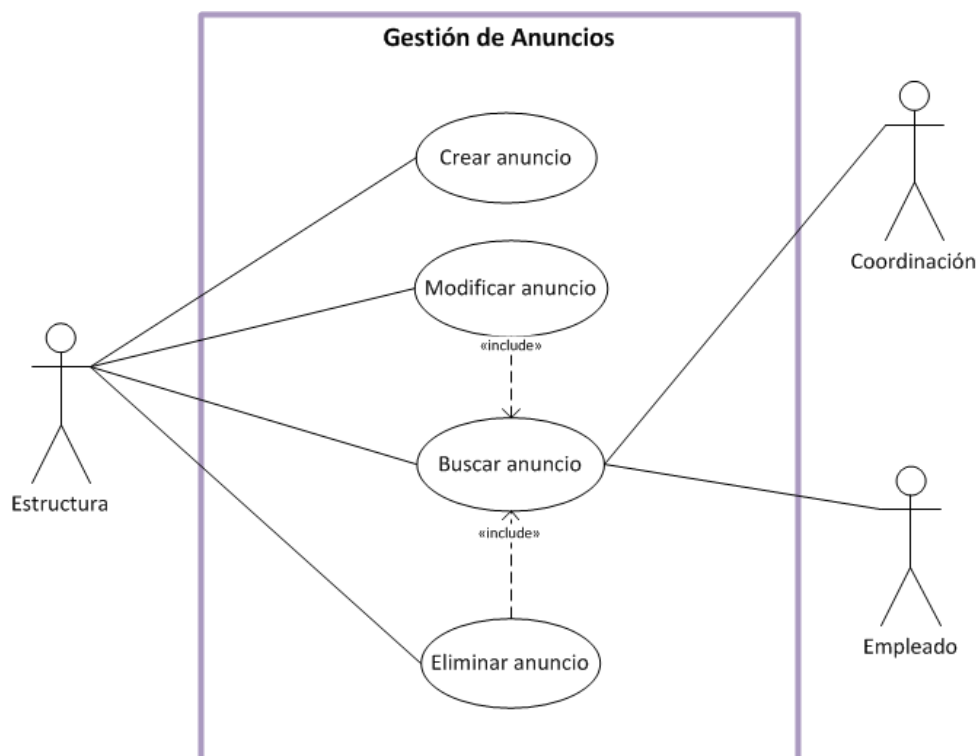 Gestión de Anuncios
Crear anuncio
Coordinación
Modificar anuncio
«include»
Buscar anuncio
Estructura
«include»
Empleado
Eliminar anuncio